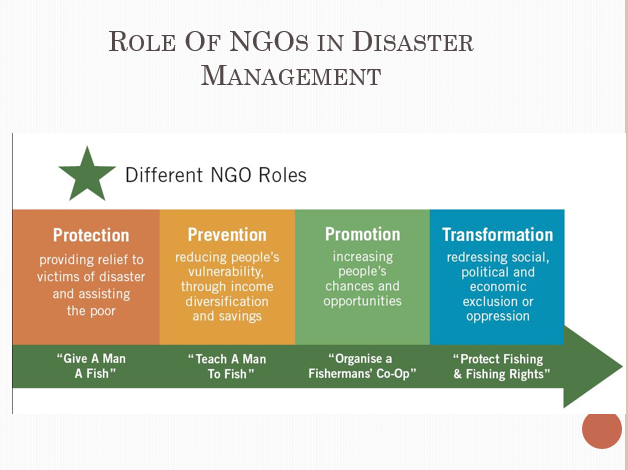 Role Of NGOs in Disaster
Management
Different NGO Roles
Protection
providing relief to
victims of disaster
and assisting
the poor
Prevention
reducing people's
vulnerability,
through income
diversification
and savings
Promotion
increasing
people's
chances and
opportunities
Transformation
redressing social,
political and
economic
exclusion or
oppression
“Give A Man
A Fish”
“Teach A Man
To Fish”
“Organise a
Fishermans' Co-Op”
“Protect Fishing
& Fishing Rights”